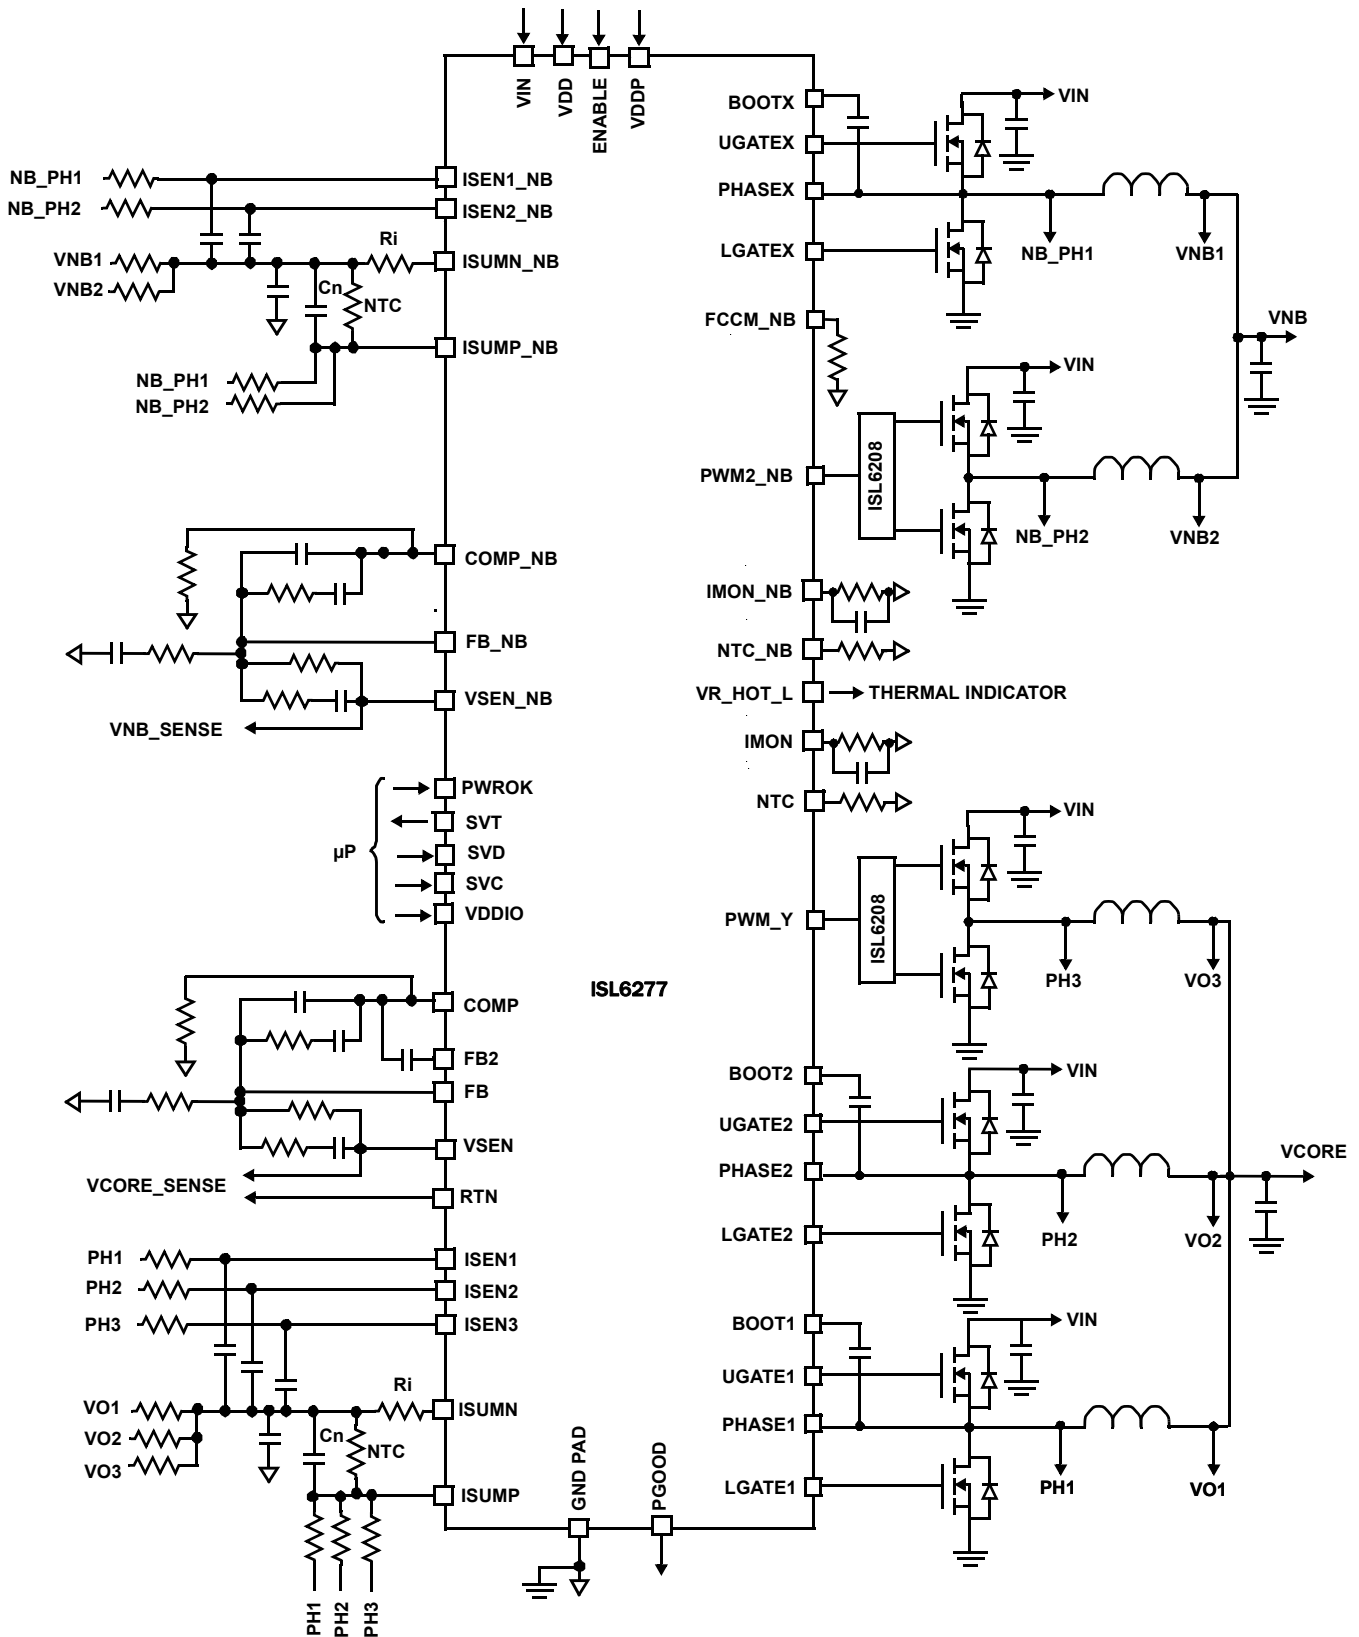 VIN
VDD
ENABLE
VDDP
BOOTX
VIN
UGATEX
NB_PH1
ISEN1_NB
PHASEX
NB_PH2
ISEN2_NB
Ri
LGATEX
NB_PH1
VNB1
VNB1
ISUMN_NB
VNB2
Cn
NTC
FCCM_NB
VNB
ISUMP_NB
NB_PH1
VIN
NB_PH2
ISL6208
PWM2_NB
NB_PH2
VNB2
COMP_NB
IMON_NB
FB_NB
NTC_NB
VSEN_NB
VR_HOT_L
THERMAL INDICATOR
VNB_SENSE
IMON
PWROK
NTC
VIN
SVT
µP
SVD
SVC
VDDIO
PWM_Y
ISL6208
PH3
VO3
ISL6277
COMP
FB2
BOOT2
VIN
FB
UGATE2
VSEN
VCORE
PHASE2
VCORE_SENSE
RTN
LGATE2
PH2
VO2
PH1
ISEN1
PH2
ISEN2
PH3
ISEN3
BOOT1
VIN
UGATE1
Ri
VO1
ISUMN
PHASE1
VO2
Cn
NTC
VO3
LGATE1
PH1
VO1
ISUMP
GND PAD
PGOOD
PH1
PH2
PH3